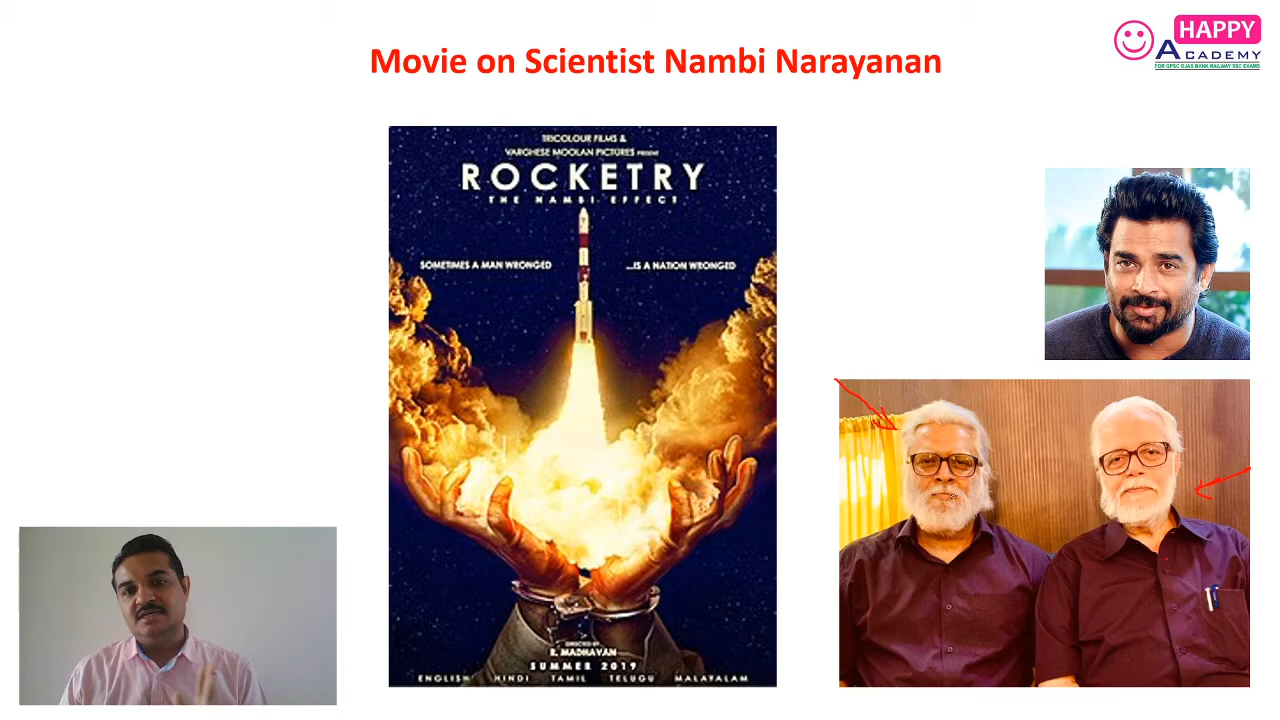 Movie on Scientist Nambi Narayanan
HAPPY
ACADEMY
FOR GPSC OJAS BANK RAILWAY SSC EXAMS
TRICOLOUR FILMS &
VARGHESE MOOLAN PICTURES PRESENT
ROCKETRY
THE NAMBI EFFECT
SOMETIMES A MAN WRONGED
...IS A NATION WRONGED
DIRECTED BY
R. MADHAVAN
SUMMER 2019
ENGLISH HINDI TAMIL TELUGU MALAYALAM